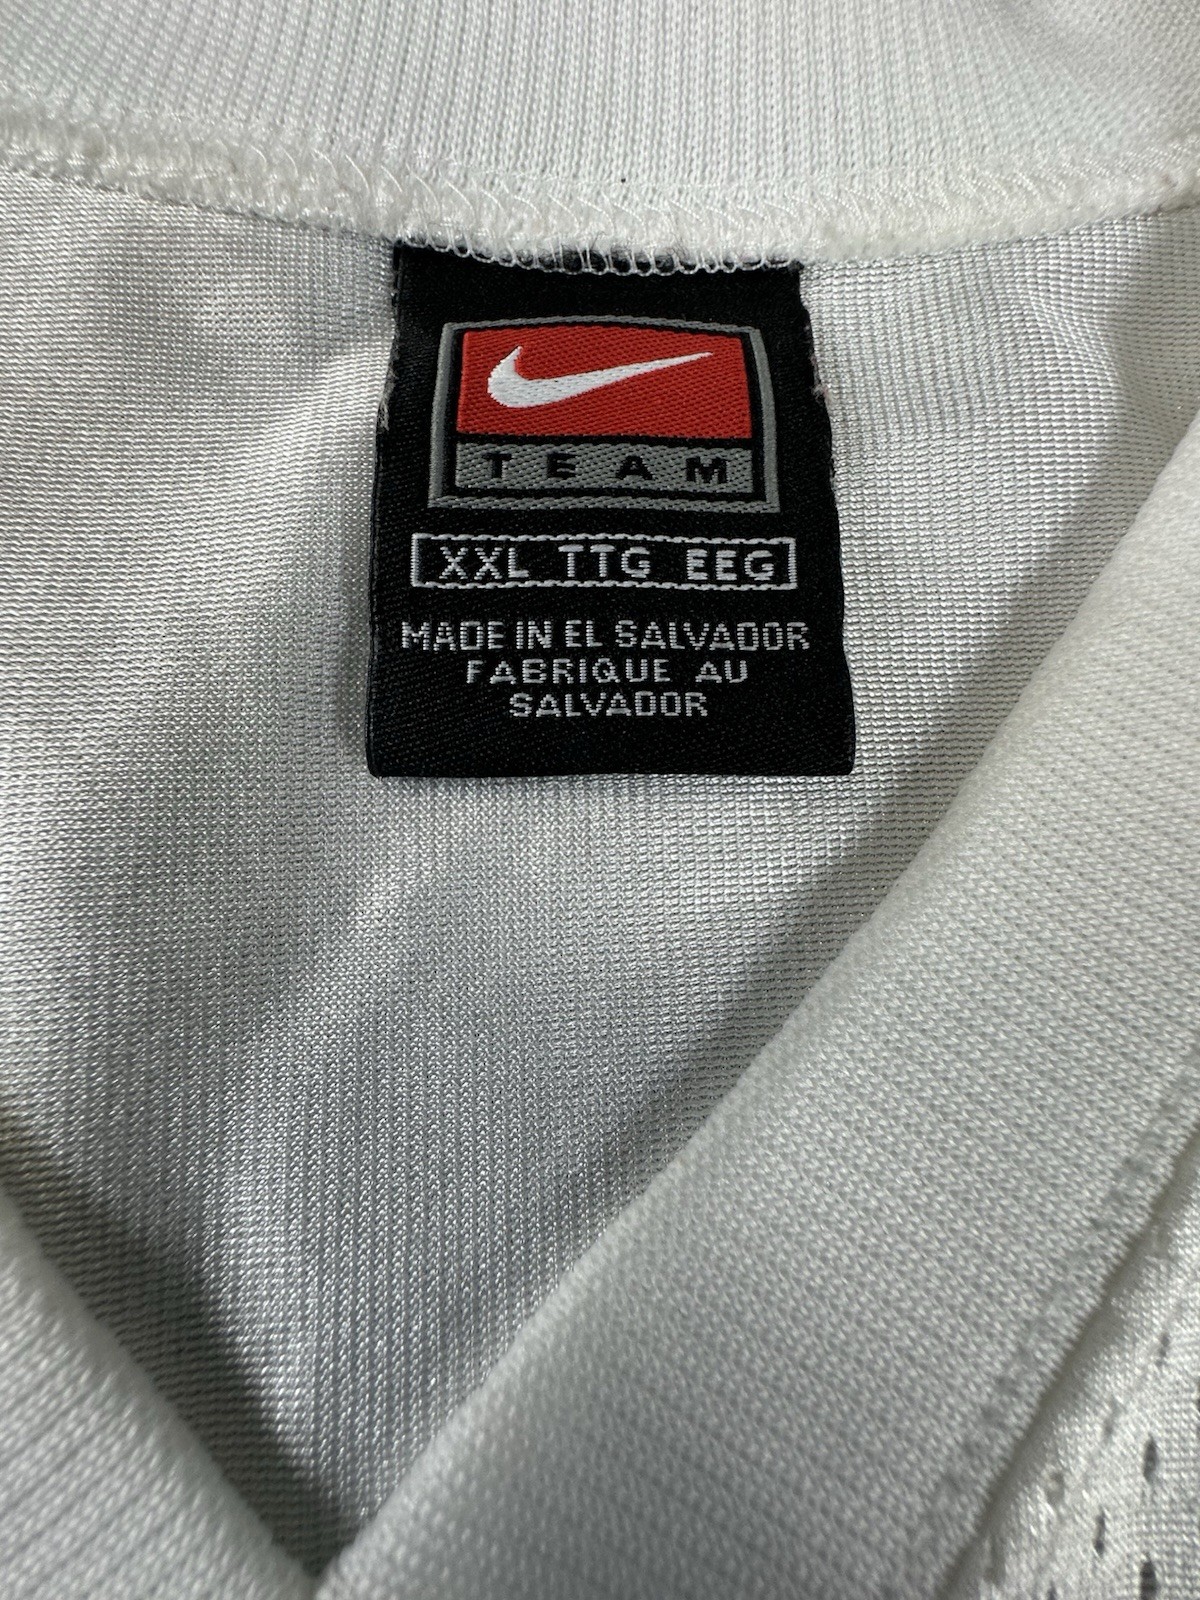 TEAM
XXL TTG EEG
MADE IN EL SALVADOR
FABRIQUE AU
SALVADOR